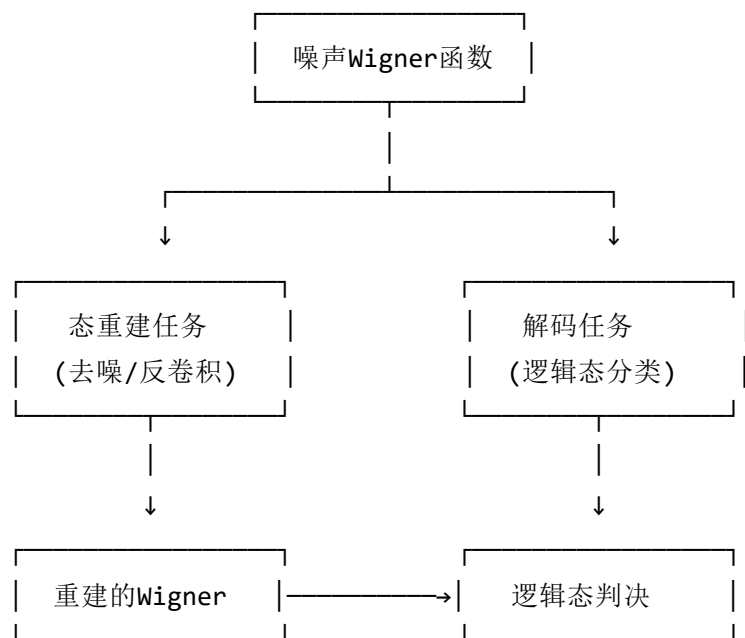 噪声Wigner函数
态重建任务
(去噪/反卷积)
解码任务
(逻辑态分类)
重建的Wigner
逻辑态判决